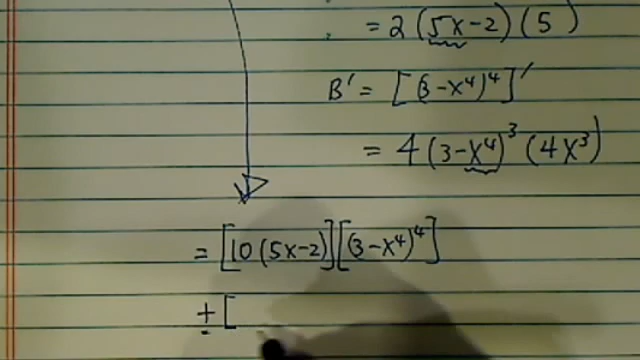 = 2 (5x-2) (5)
B' = [(3-x⁴)⁴]'
= 4 (3-x⁴)³ (4x³)
= [10 (5x-2)] [(3-x⁴)⁴]
+ [